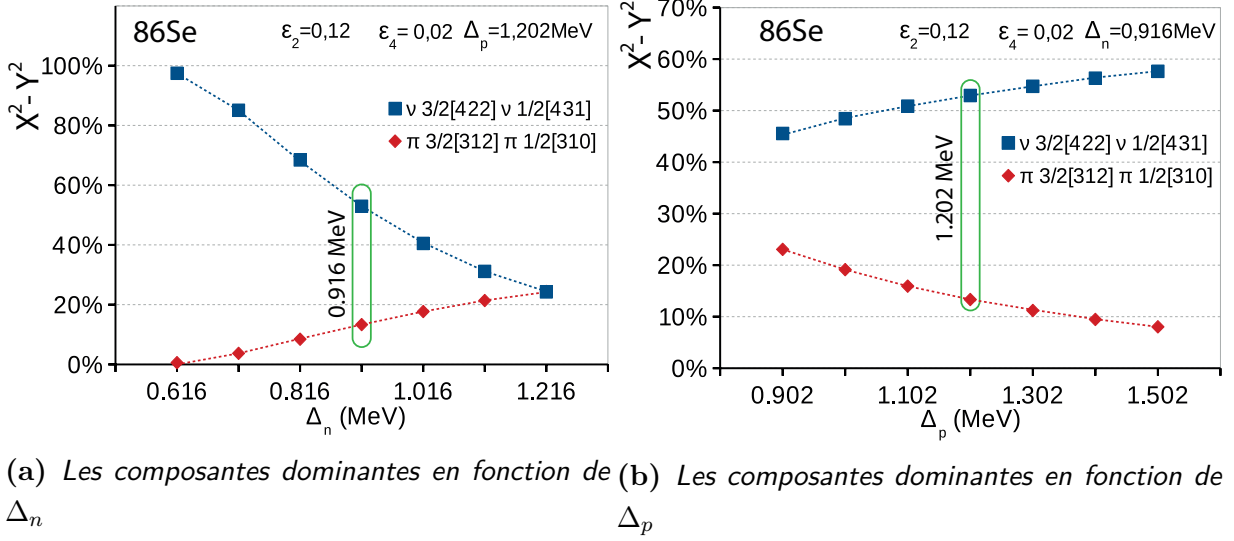 86Se
ε₂=0,12 ε₄= 0,02 Δₚ=1,202MeV
X²- Y²
100%
80%
60%
40%
20%
0%
ν 3/2[422] ν 1/2[431]
π 3/2[312] π 1/2[310]
0.916 MeV
0.616 0.816 1.016 1.216
Δₙ (MeV)
(a) Les composantes dominantes en fonction de
Δₙ
86Se
ε₂=0,12 ε₄= 0,02 Δₙ=0,916MeV
X²- Y²
70%
60%
50%
40%
30%
20%
10%
0%
ν 3/2[422] ν 1/2[431]
π 3/2[312] π 1/2[310]
1.202 MeV
0.902 1.102 1.302 1.502
Δₚ (MeV)
(b) Les composantes dominantes en fonction de
Δₚ